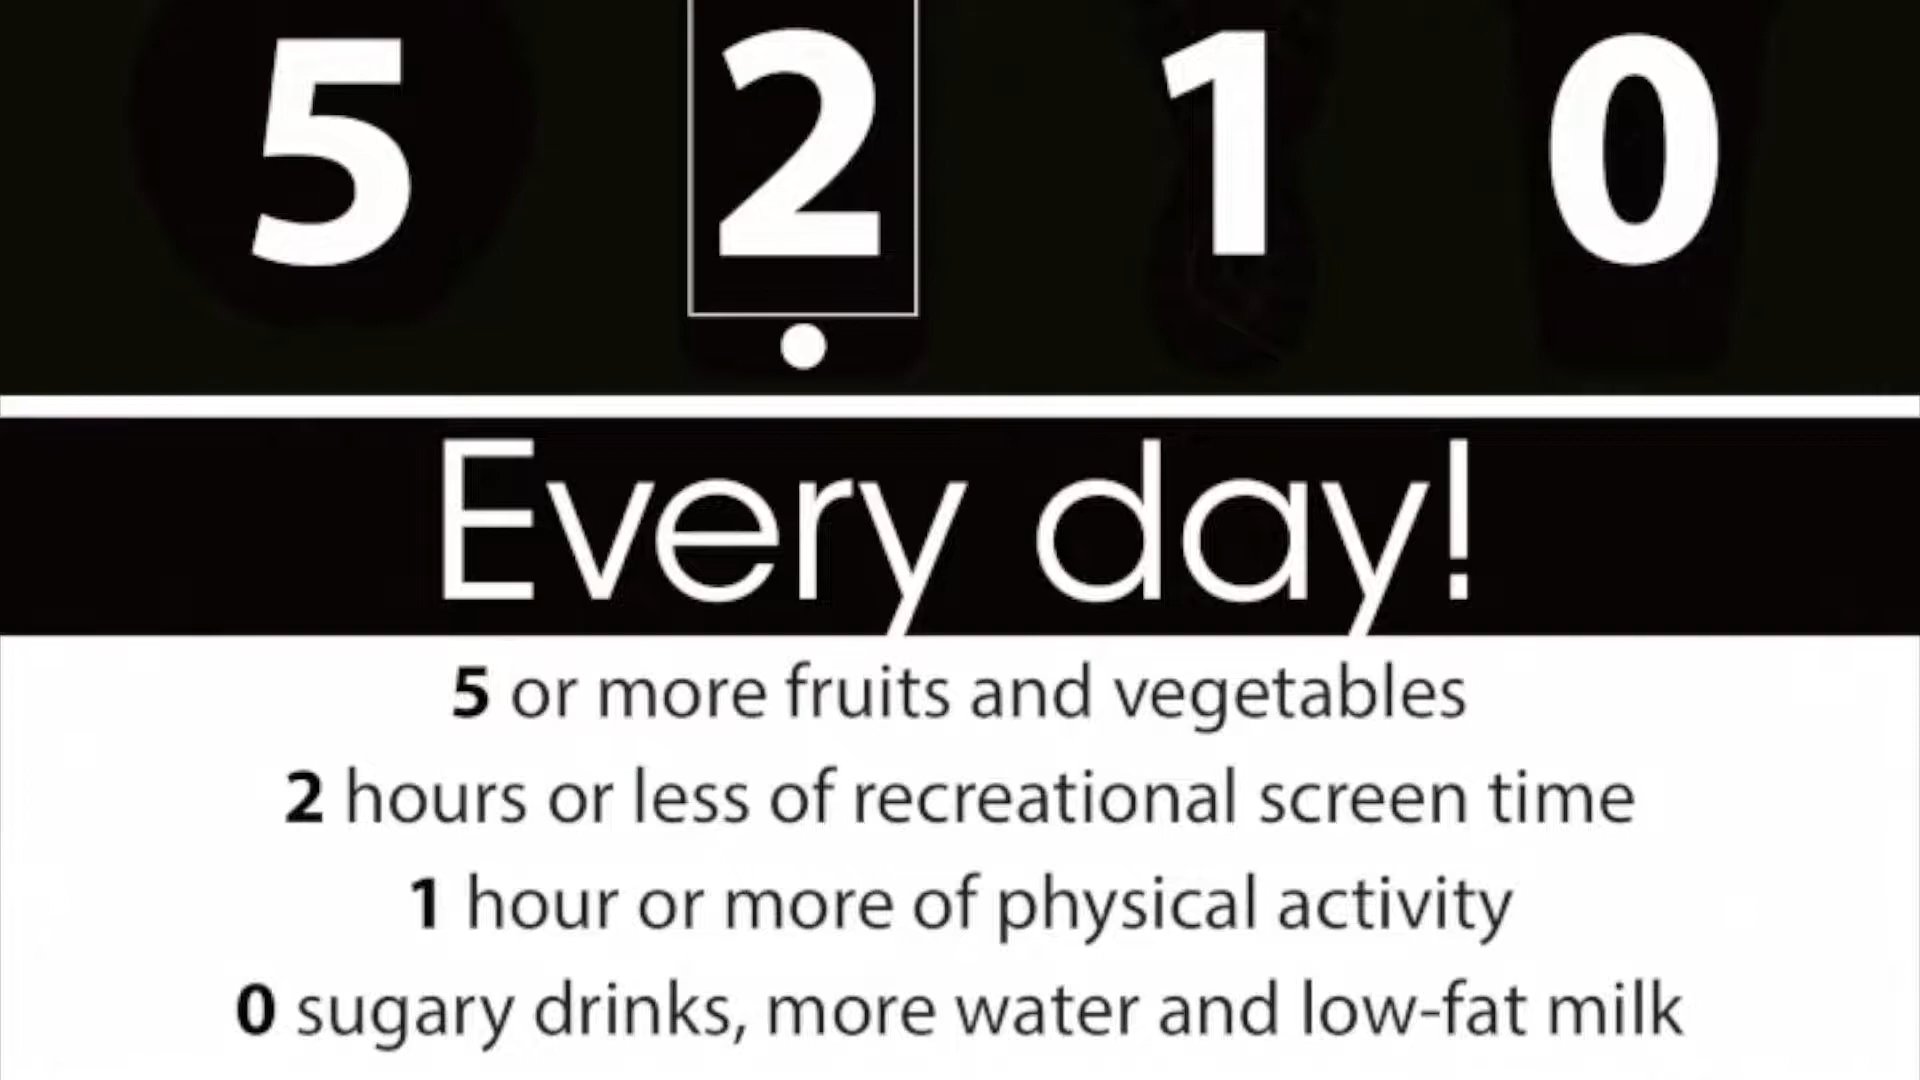 5 2 1 0
Every day!
5 or more fruits and vegetables
2 hours or less of recreational screen time
1 hour or more of physical activity
0 sugary drinks, more water and low-fat milk